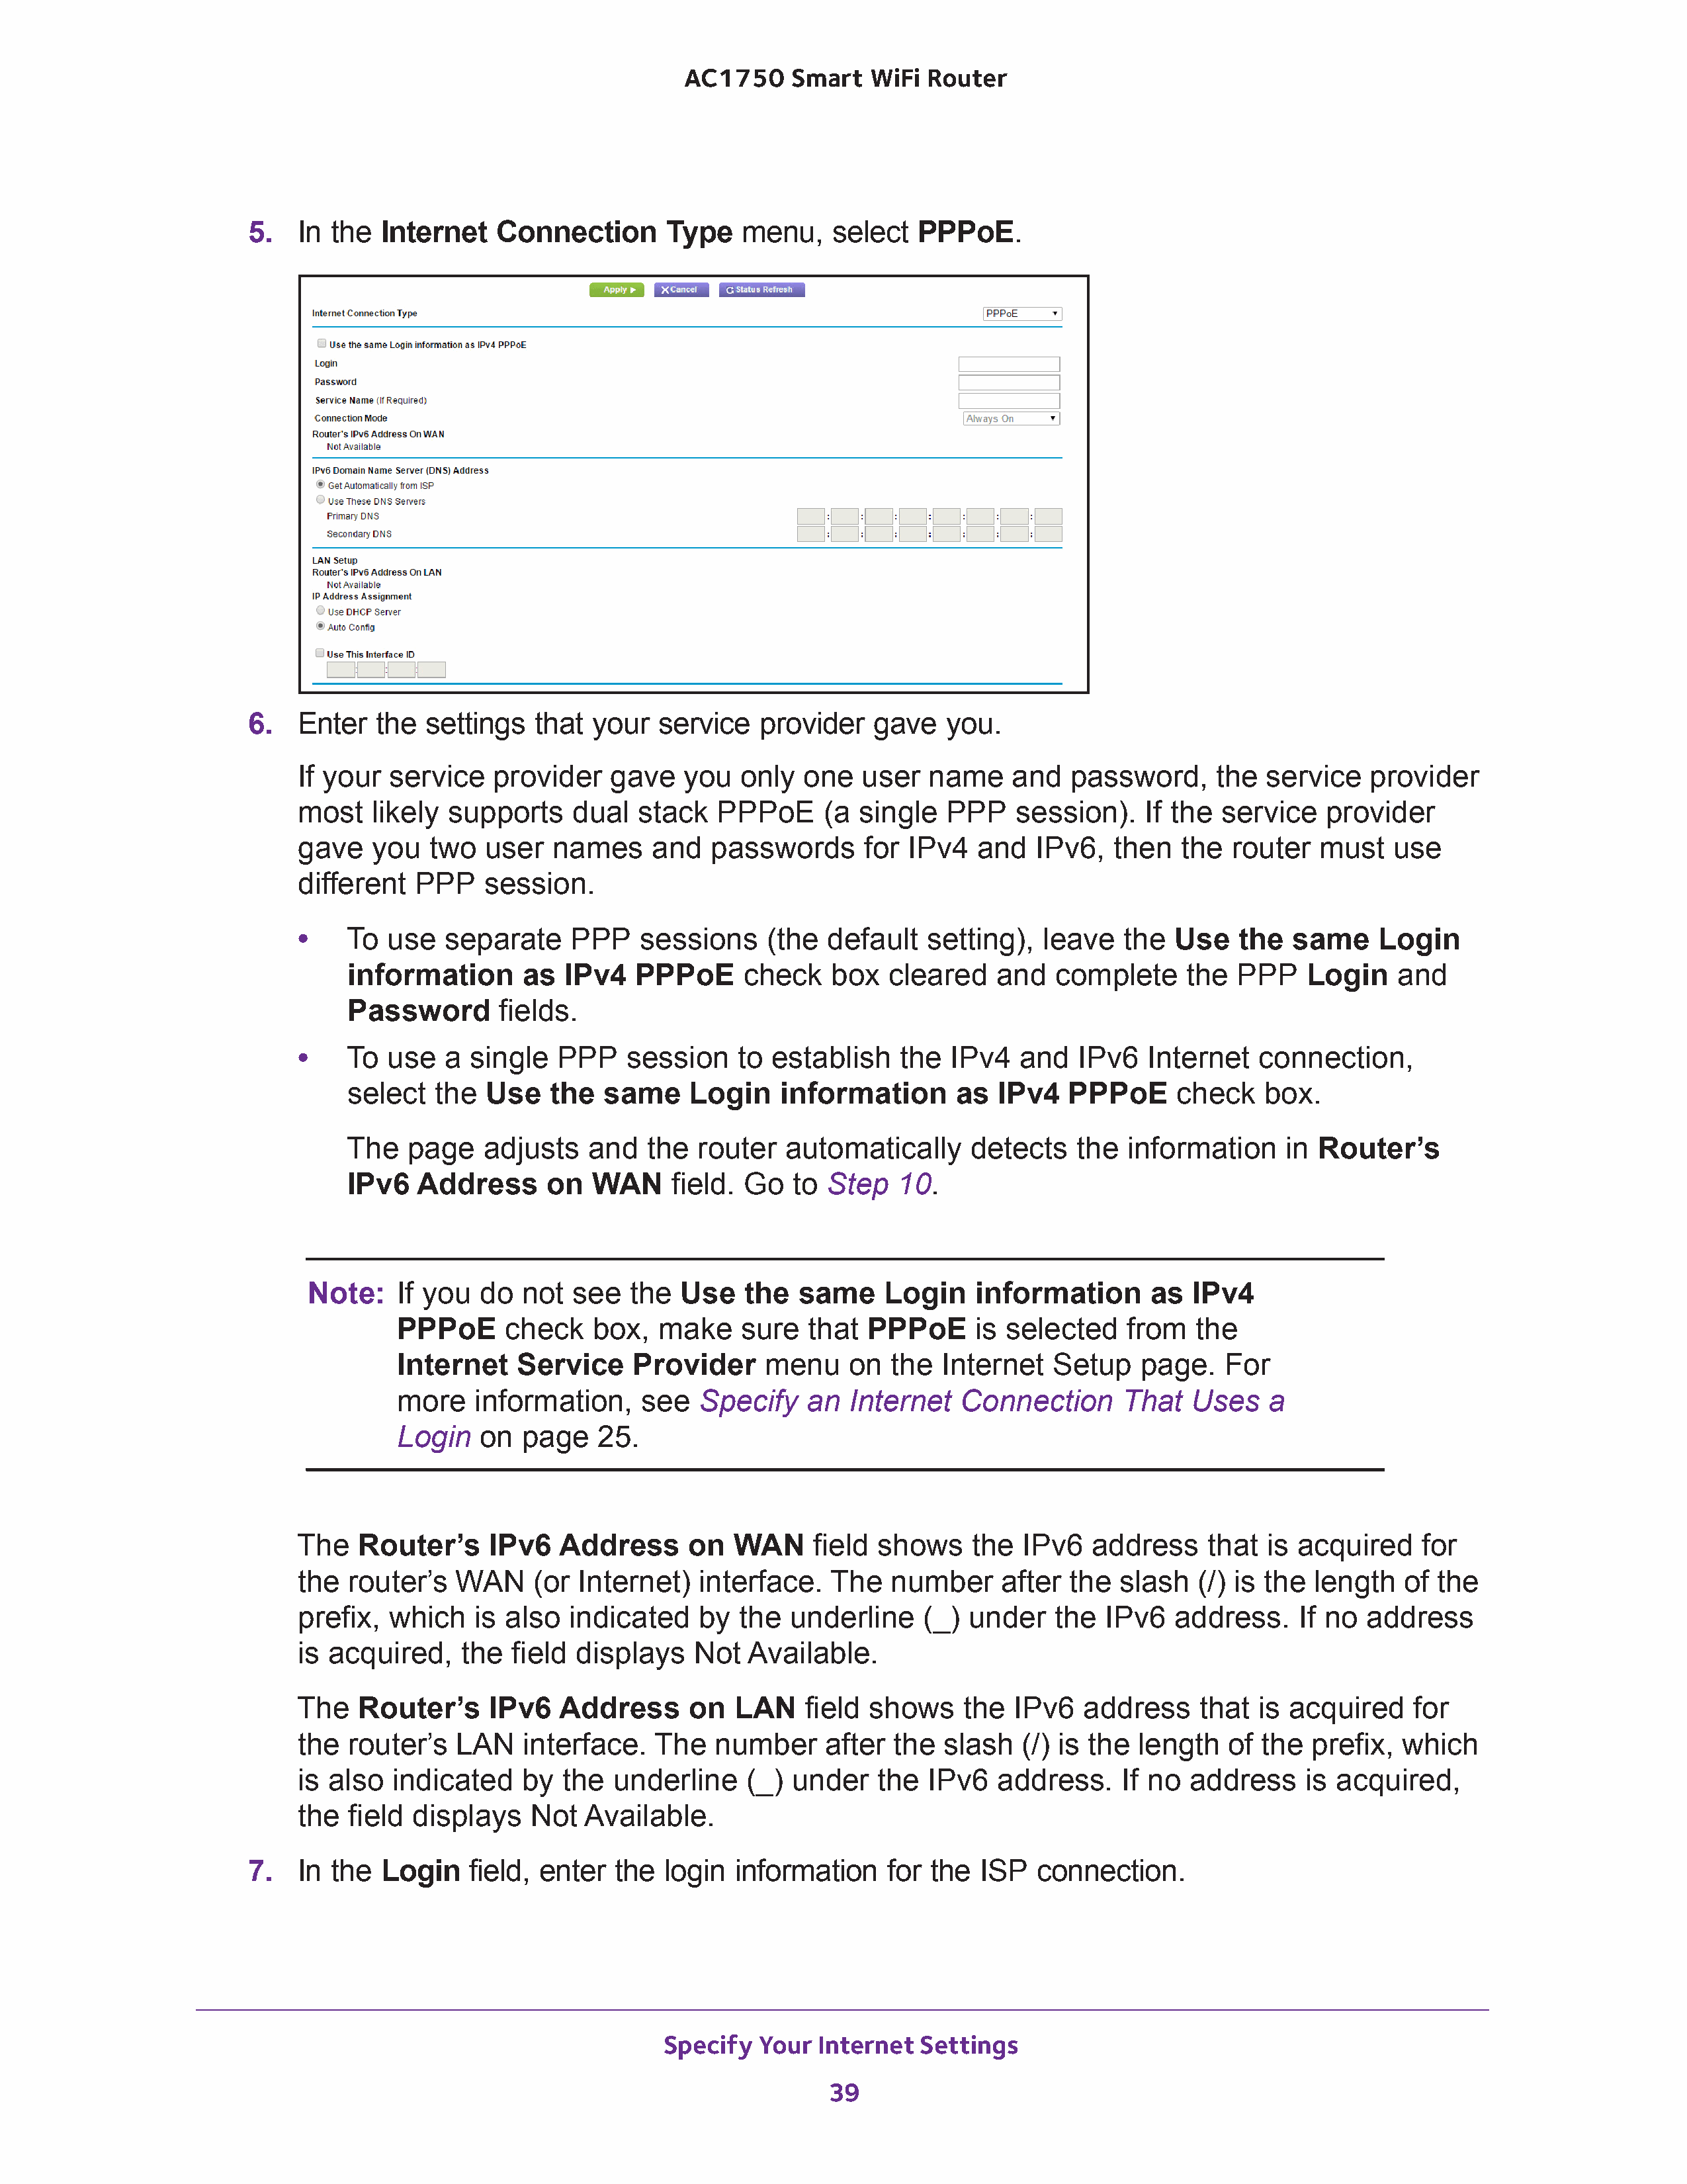 AC1750 Smart WiFi Router
5. In the Internet Connection Type menu, select PPPoE.
Apply ▶ X Cancel Status Refresh
Internet Connection Type PPPoE ▼
Use the same Login information as IPv4 PPPoE
Login
Password
Service Name (If Required)
Connection Mode Always On ▼
Router's IPv6 Address On WAN
Not Available
IPv6 Domain Name Server (DNS) Address
Get Automatically from ISP
Use These DNS Servers
Primary DNS : : : : : : :
Secondary DNS : : : : : : :
LAN Setup
Router's IPv6 Address On LAN
Not Available
IP Address Assignment
Use DHCP Server
Auto Config
Use This Interface ID
: : :
6. Enter the settings that your service provider gave you.
If your service provider gave you only one user name and password, the service provider
most likely supports dual stack PPPoE (a single PPP session). If the service provider
gave you two user names and passwords for IPv4 and IPv6, then the router must use
different PPP session.
• To use separate PPP sessions (the default setting), leave the Use the same Login
information as IPv4 PPPoE check box cleared and complete the PPP Login and
Password fields.
• To use a single PPP session to establish the IPv4 and IPv6 Internet connection,
select the Use the same Login information as IPv4 PPPoE check box.
The page adjusts and the router automatically detects the information in Router’s
IPv6 Address on WAN field. Go to Step 10.
Note: If you do not see the Use the same Login information as IPv4
PPPoE check box, make sure that PPPoE is selected from the
Internet Service Provider menu on the Internet Setup page. For
more information, see Specify an Internet Connection That Uses a
Login on page 25.
The Router’s IPv6 Address on WAN field shows the IPv6 address that is acquired for
the router’s WAN (or Internet) interface. The number after the slash (/) is the length of the
prefix, which is also indicated by the underline (_) under the IPv6 address. If no address
is acquired, the field displays Not Available.
The Router’s IPv6 Address on LAN field shows the IPv6 address that is acquired for
the router’s LAN interface. The number after the slash (/) is the length of the prefix, which
is also indicated by the underline (_) under the IPv6 address. If no address is acquired,
the field displays Not Available.
7. In the Login field, enter the login information for the ISP connection.
Specify Your Internet Settings
39